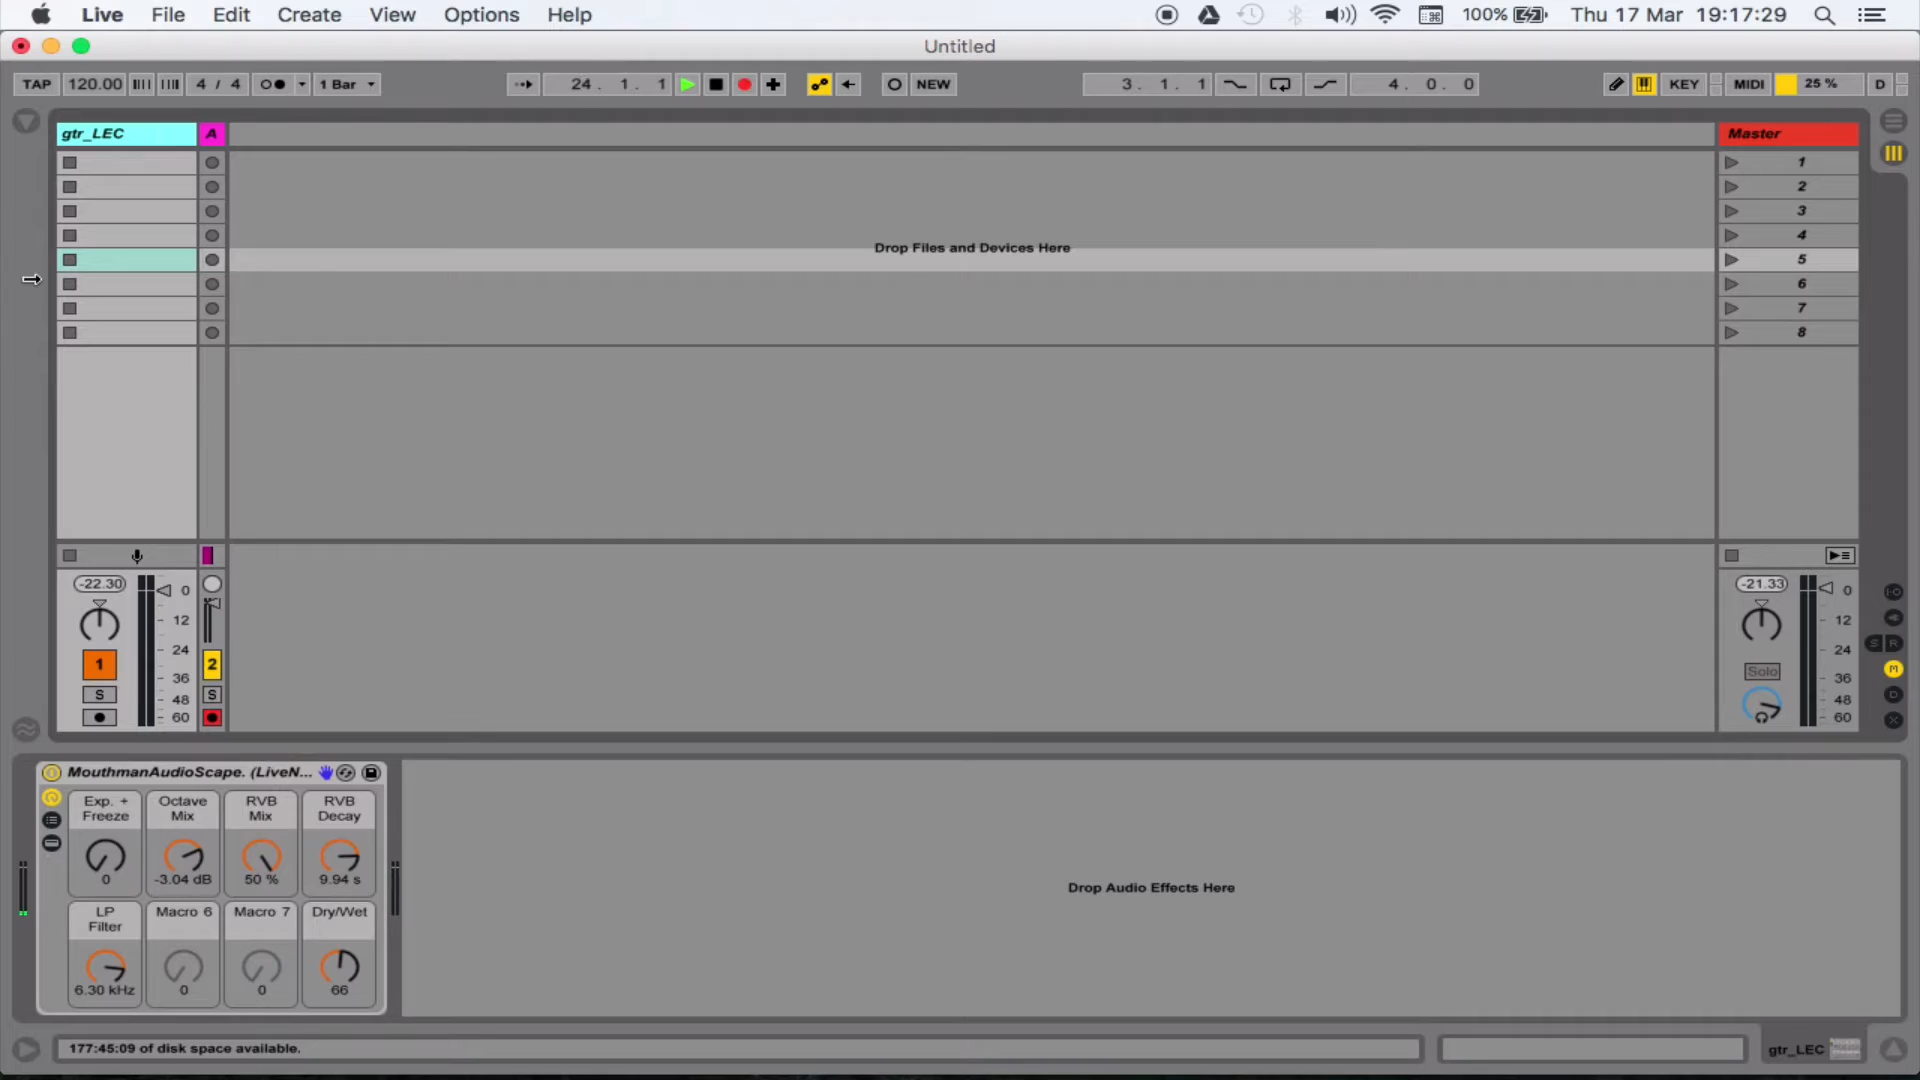 Live File Edit Create View Options Help 100% Thu 17 Mar 19:17:29
Untitled
TAP 120.00 4 / 4 1 Bar 24. 1. 1 NEW 3. 1. 1 4. 0. 0 KEY MIDI 25 % D
gtr_LEC A Master
1
2
3
4
Drop Files and Devices Here
5
6
7
8
-22.30 0 -21.33 0
12 12
24 24
1 2 Solo
36 36
S S R
48 48
S S M
60 60
D
X
MouthmanAudioScape. (LiveN...
Exp. + Freeze
Octave Mix
RVB Mix
RVB Decay
0 -3.04 dB 50 % 9.94 s
Drop Audio Effects Here
LP Filter
Macro 6 Macro 7 Dry/Wet
6.30 kHz 0 0 66
177:45:09 of disk space available.
gtr_LEC